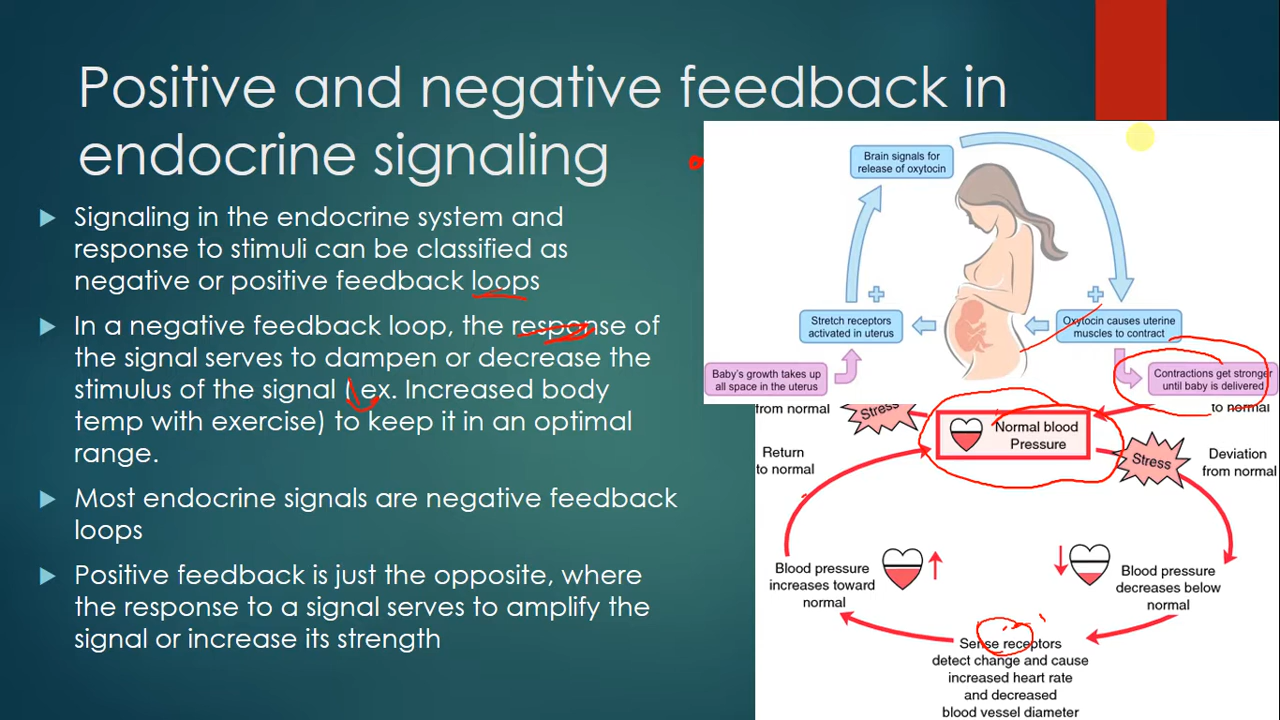 Positive and negative feedback in
endocrine signaling
Signaling in the endocrine system and
response to stimuli can be classified as
negative or positive feedback loops
In a negative feedback loop, the response of
the signal serves to dampen or decrease the
stimulus of the signal ( ex. Increased body
temp with exercise) to keep it in an optimal
range.
Most endocrine signals are negative feedback
loops
Positive feedback is just the opposite, where
the response to a signal serves to amplify the
signal or increase its strength
Brain signals for
release of oxytocin
Stretch receptors
activated in uterus
Oxytocin causes uterine
muscles to contract
Baby's growth takes up
all space in the uterus
Contractions get stronger
until baby is delivered
from normal
Stress
to normal
Normal blood
Pressure
Return
to normal
Stress
Deviation
from normal
Blood pressure
increases toward
normal
Blood pressure
decreases below
normal
Sense receptors
detect change and cause
increased heart rate
and decreased
blood vessel diameter